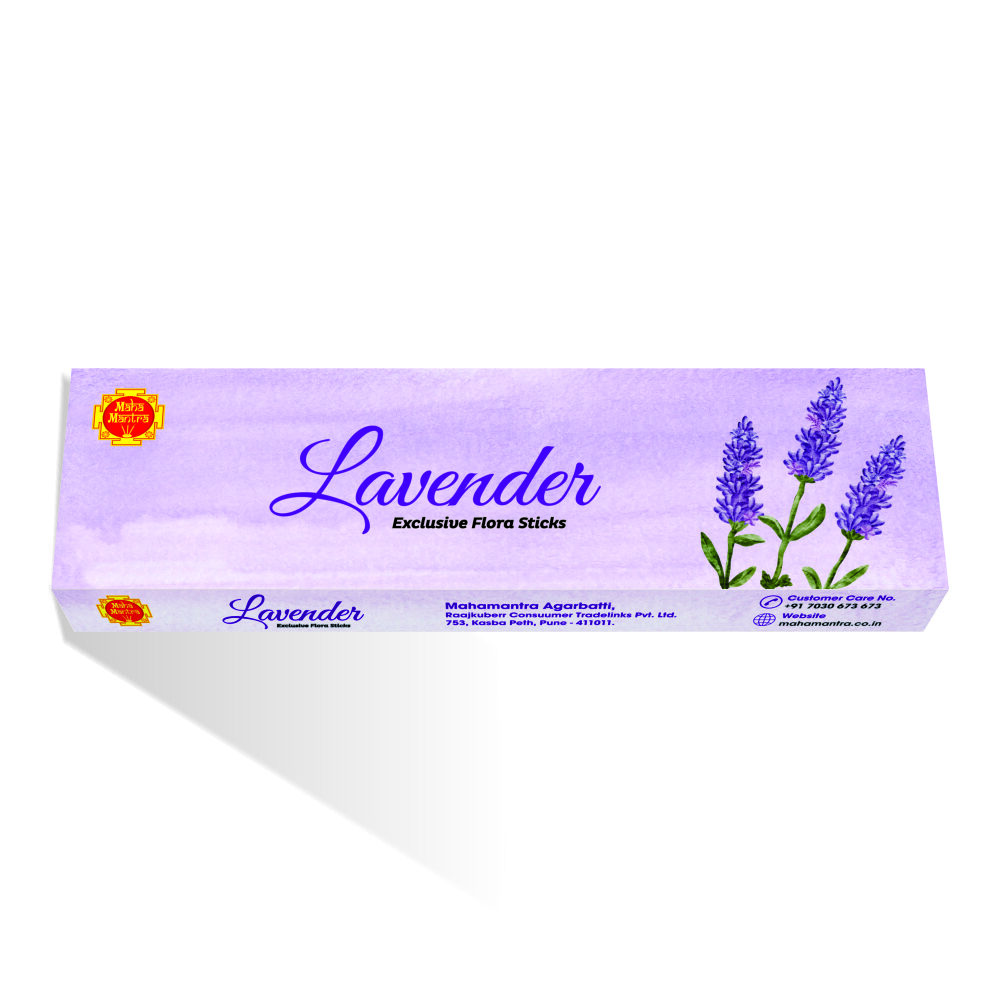 Maha
Mantra
Lavender
Exclusive Flora Sticks
Maha
Mantra
Lavender
Exclusive Flora Sticks
Mahamantra Agarbatti,
Raajkuberr Consuumer Tradelinks Pvt. Ltd.
753, Kasba Peth, Pune - 411011.
Customer Care No.
+91 7030 673 673
Website
mahamantra.co.in